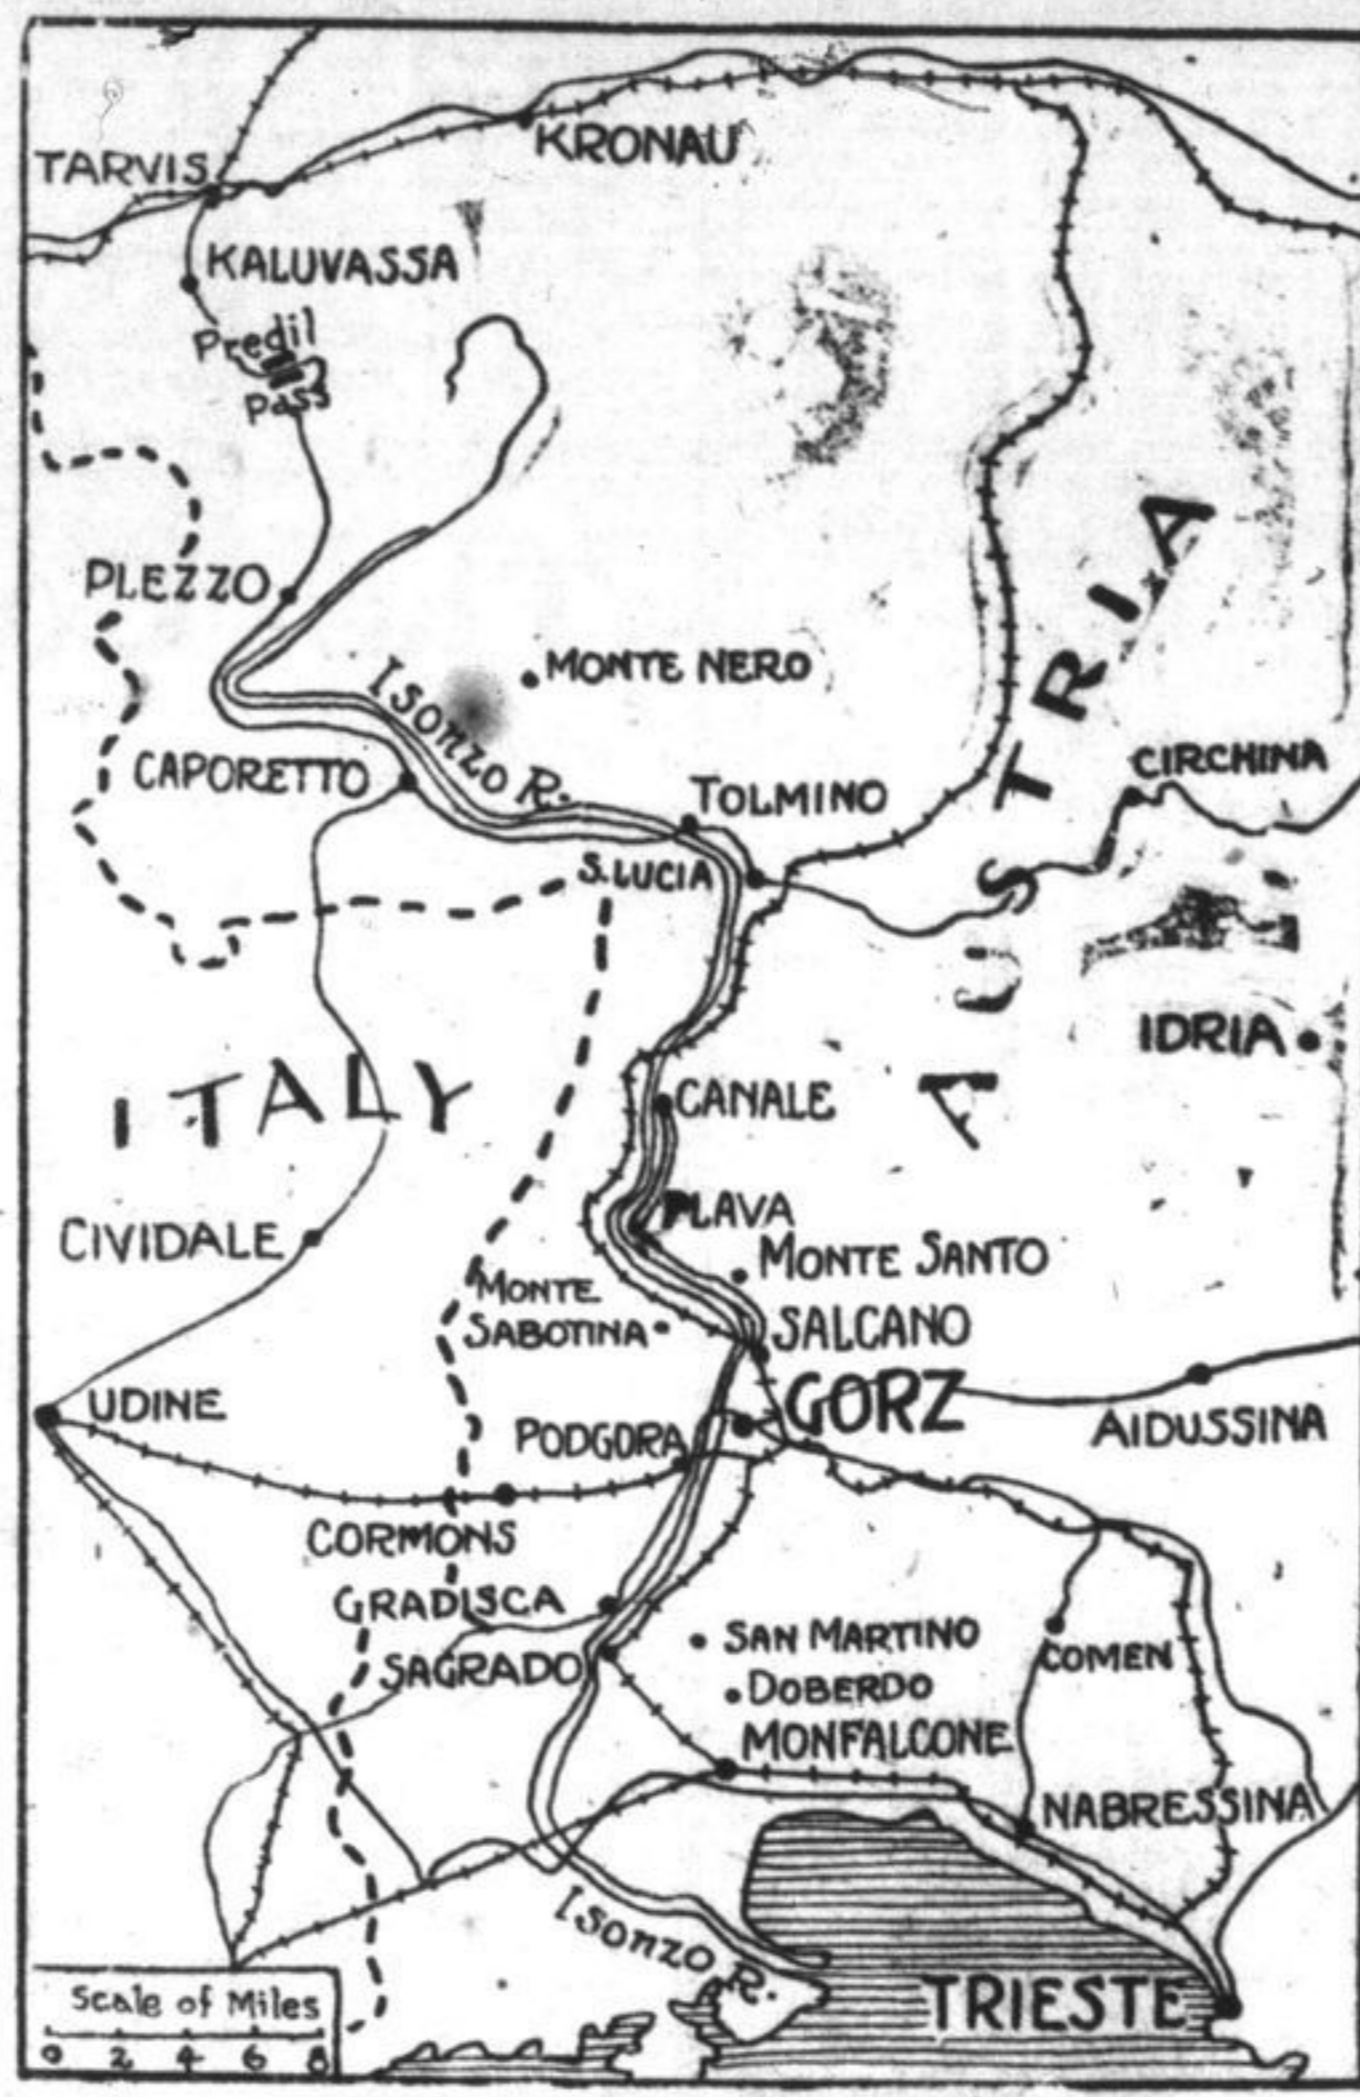 KRONAU
TARVIS
KALUVASSA
Predil
Pass
PLEZZO
MONTE NERO
ISONZO R.
CAPORETTO
TOLMINO
CIRCHINA
S. LUCIA
AUSTRIA
IDRIA
ITALY
CANALE
PLAVA
CIVIDALE
MONTE SANTO
MONTE
SABOTINA
SALCANO
UDINE
GORZ
PODGORA
AIDUSSINA
CORMONS
GRADISCA
SAN MARTINO
COMEN
SAGRADO
DOBERDO
MONFALCONE
NABRESSINA
ISONZO R.
TRIESTE
Scale of Miles
0 2 4 6 8